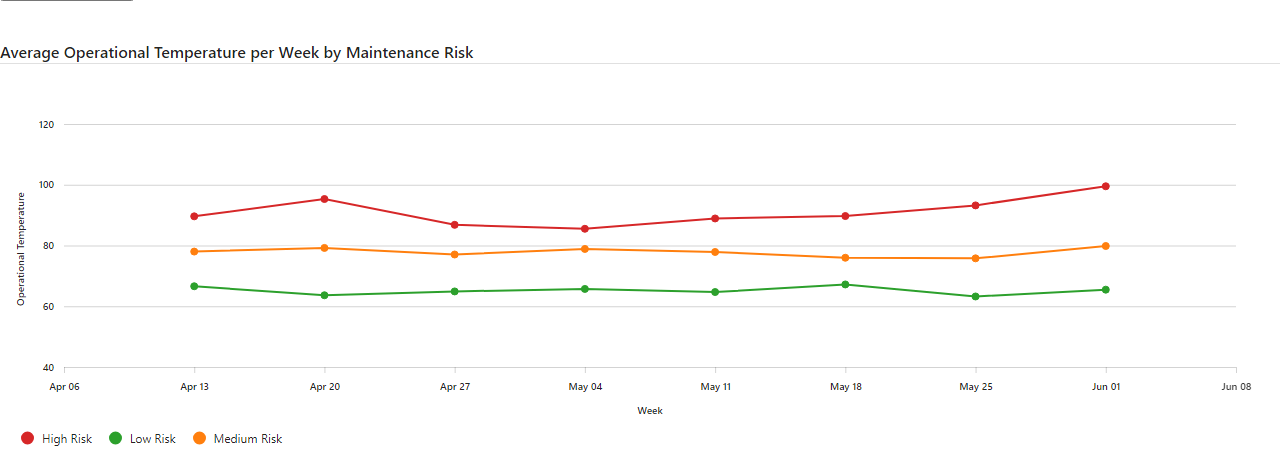 Average Operational Temperature per Week by Maintenance Risk
120
100
80
60
40
Operational Temperature
Apr 06 Apr 13 Apr 20 Apr 27 May 04 May 11 May 18 May 25 Jun 01 Jun 08
Week
High Risk Low Risk Medium Risk